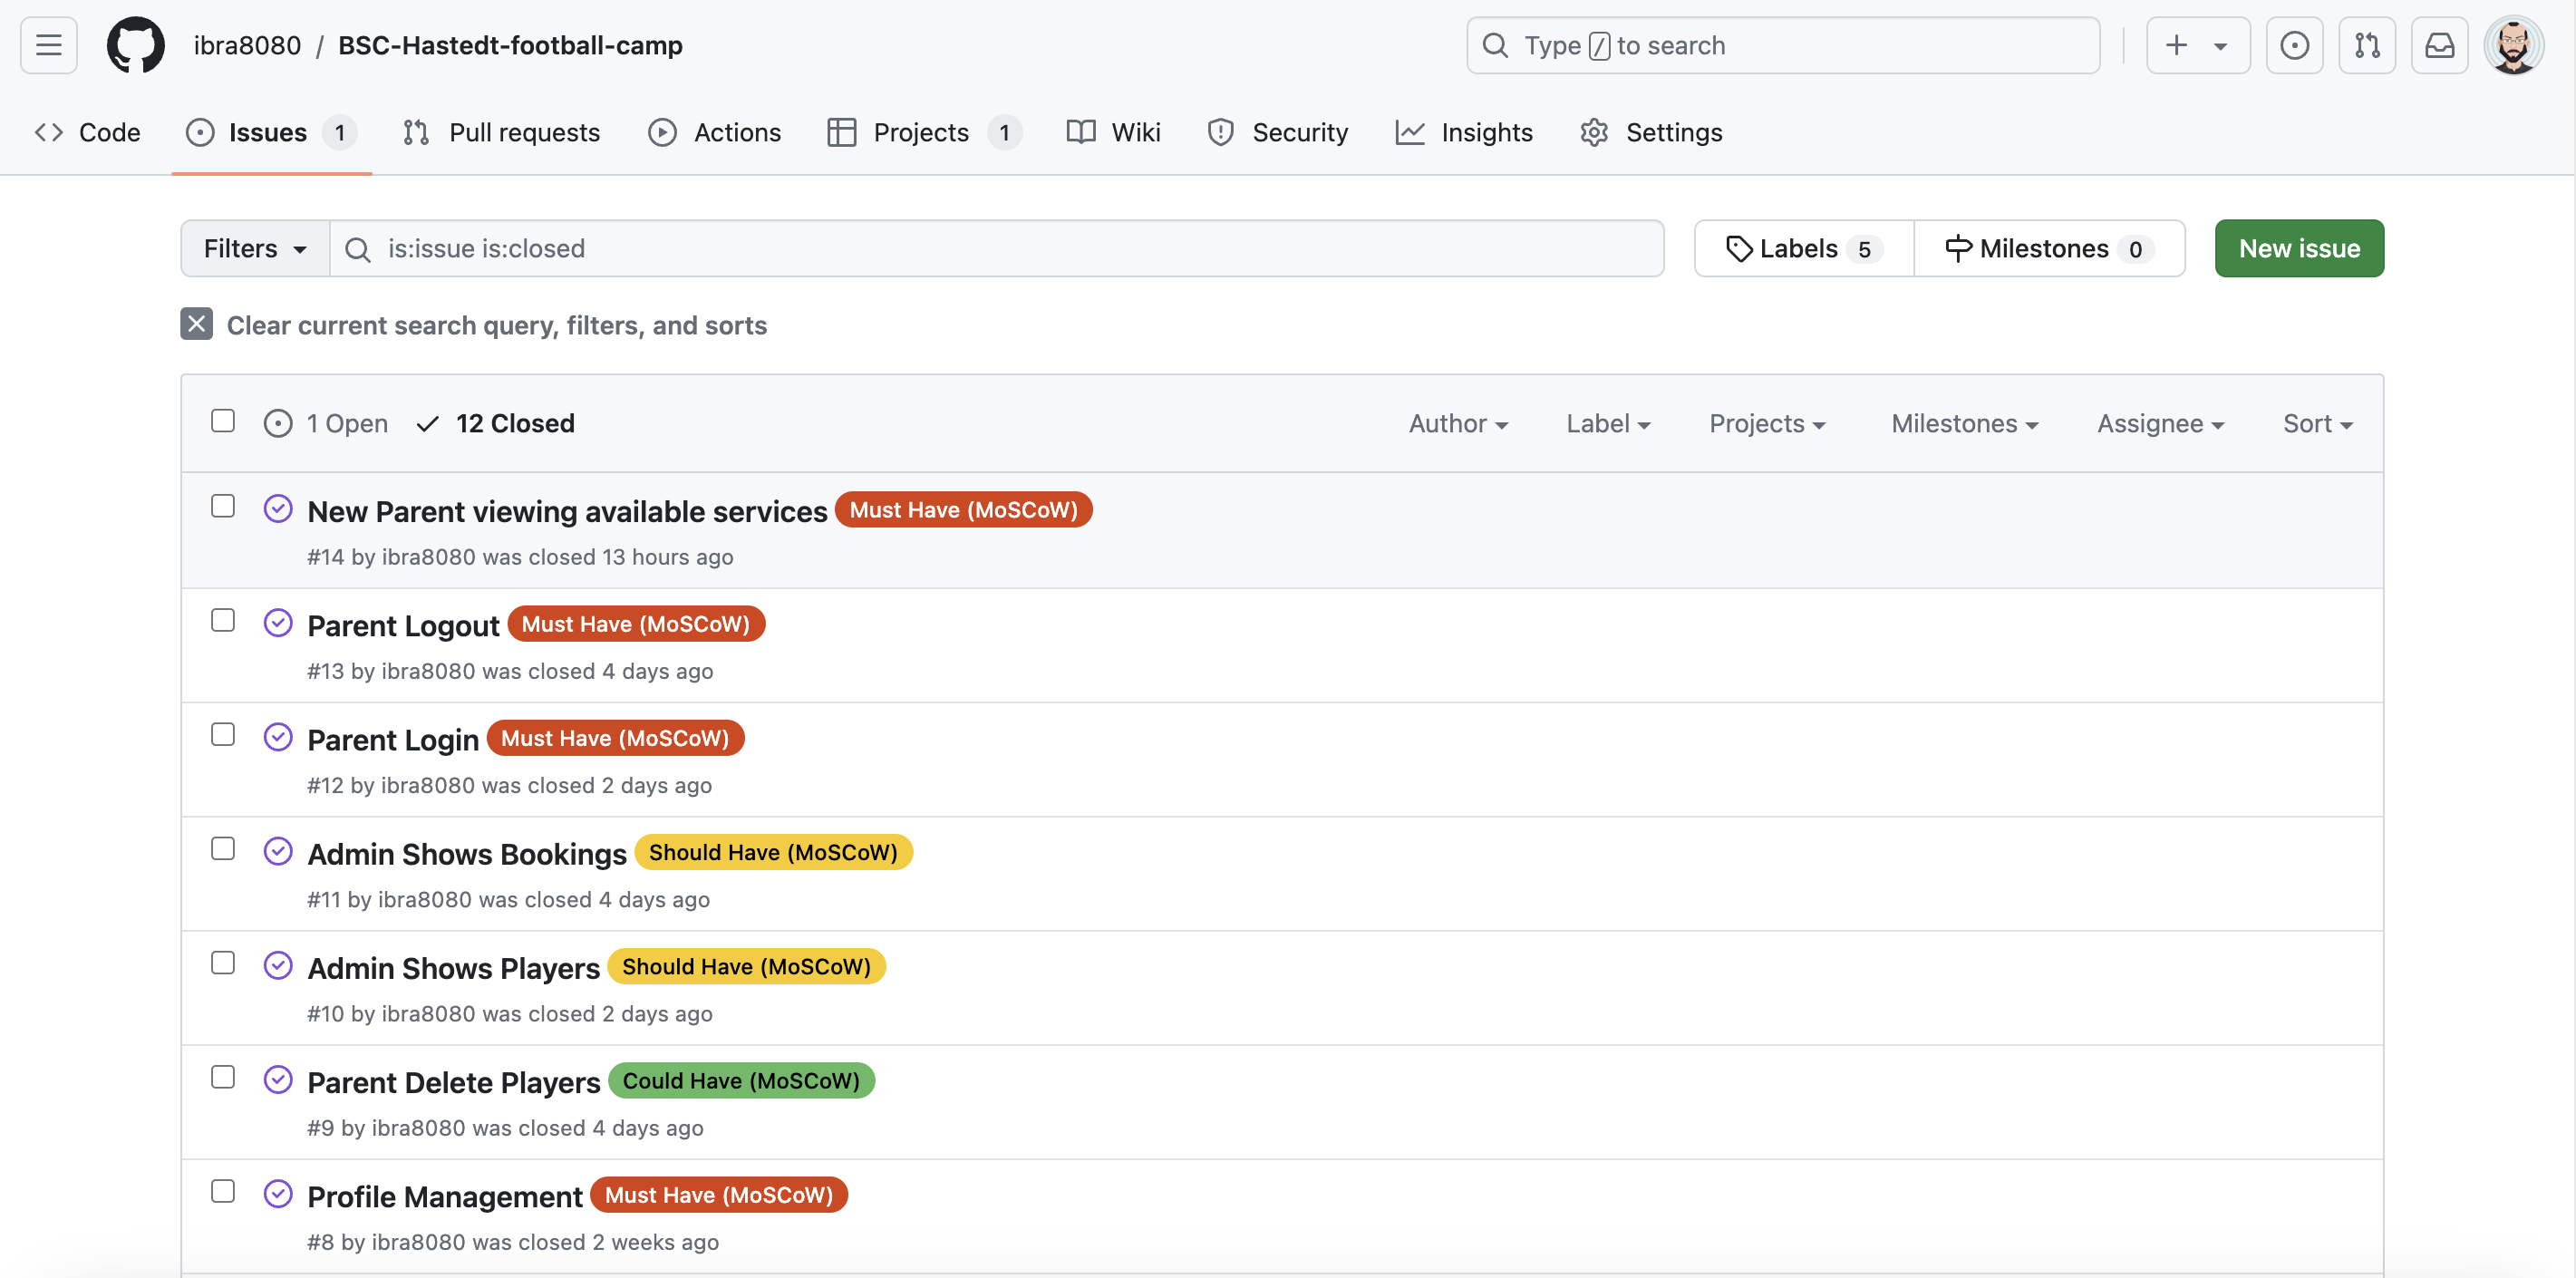 ibra8080 / BSC-Hastedt-football-camp
Type / to search
Code Issues 1 Pull requests Actions Projects 1 Wiki Security Insights Settings
Filters is:issue is:closed Labels 5 Milestones 0 New issue
Clear current search query, filters, and sorts
1 Open 12 Closed Author Label Projects Milestones Assignee Sort
New Parent viewing available services Must Have (MoSCoW)
#14 by ibra8080 was closed 13 hours ago
Parent Logout Must Have (MoSCoW)
#13 by ibra8080 was closed 4 days ago
Parent Login Must Have (MoSCoW)
#12 by ibra8080 was closed 2 days ago
Admin Shows Bookings Should Have (MoSCoW)
#11 by ibra8080 was closed 4 days ago
Admin Shows Players Should Have (MoSCoW)
#10 by ibra8080 was closed 2 days ago
Parent Delete Players Could Have (MoSCoW)
#9 by ibra8080 was closed 4 days ago
Profile Management Must Have (MoSCoW)
#8 by ibra8080 was closed 2 weeks ago